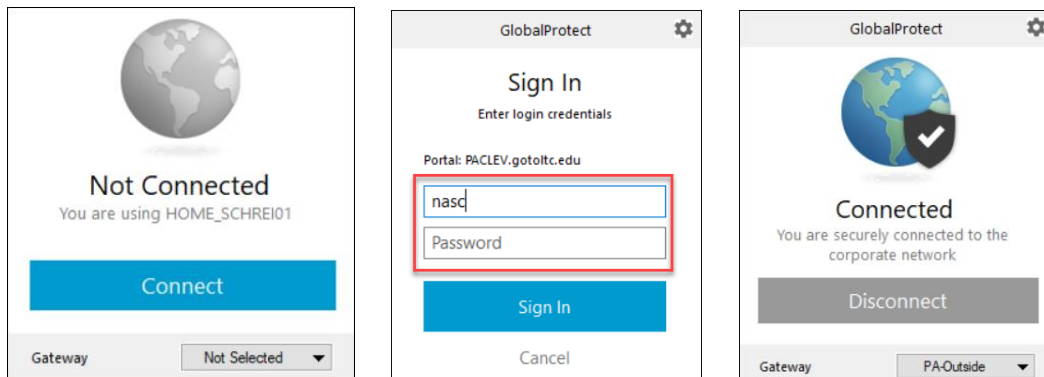 Not Connected
You are using HOME_SCHREI01
Connect
Gateway Not Selected
GlobalProtect
Sign In
Enter login credentials
Portal: PACLEV.gotoltc.edu
nasc
Password
Sign In
Cancel
GlobalProtect
Connected
You are securely connected to the
corporate network
Disconnect
Gateway PA-Outside